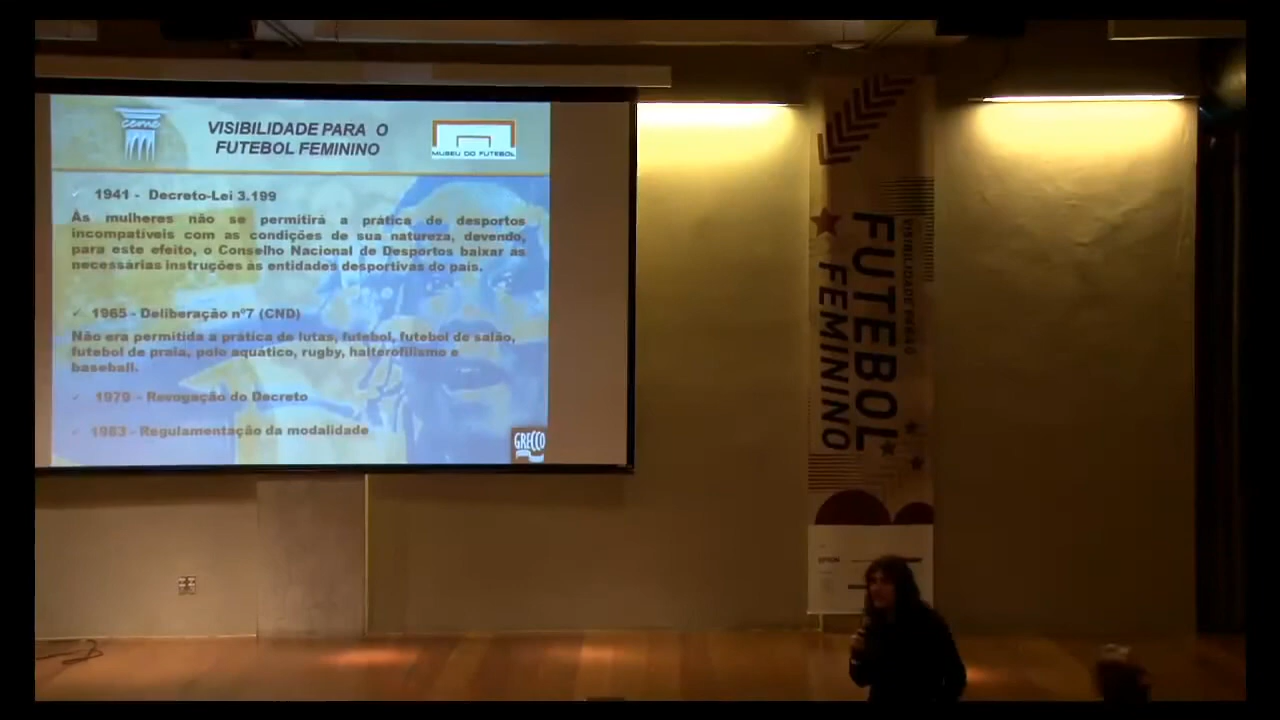 ceme
VISIBILIDADE PARA O
FUTEBOL FEMININO
MUSEU DO FUTEBOL
1941 - Decreto-Lei 3.199
Às mulheres não se permitirá a prática de desportos
incompatíveis com as condições de sua natureza, devendo,
para este efeito, o Conselho Nacional de Desportos baixar as
necessárias instruções às entidades desportivas do país.
1965 - Deliberação nº7 (CND)
Não era permitida a prática de lutas, futebol, futebol de salão,
futebol de praia, polo aquático, rugby, halterofilismo e
baseball.
1979 - Revogação do Decreto
1983 - Regulamentação da modalidade
GRECCO
VISIBILIDADE PARA O
FUTEBOL
FEMININO